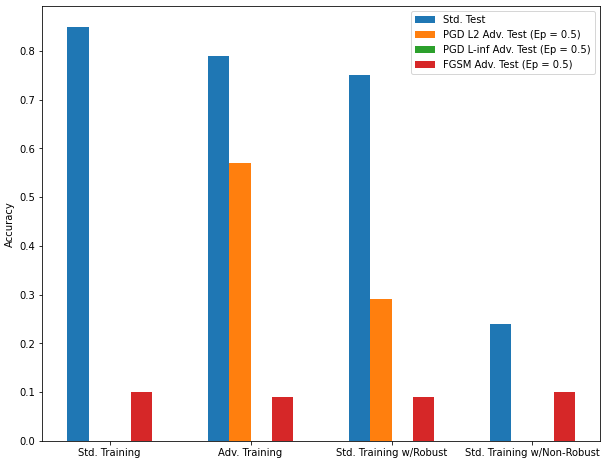 Std. Test
PGD L2 Adv. Test (Ep = 0.5)
PGD L-inf Adv. Test (Ep = 0.5)
FGSM Adv. Test (Ep = 0.5)
Accuracy
0.8
0.7
0.6
0.5
0.4
0.3
0.2
0.1
0.0
Std. Training
Adv. Training
Std. Training w/Robust
Std. Training w/Non-Robust